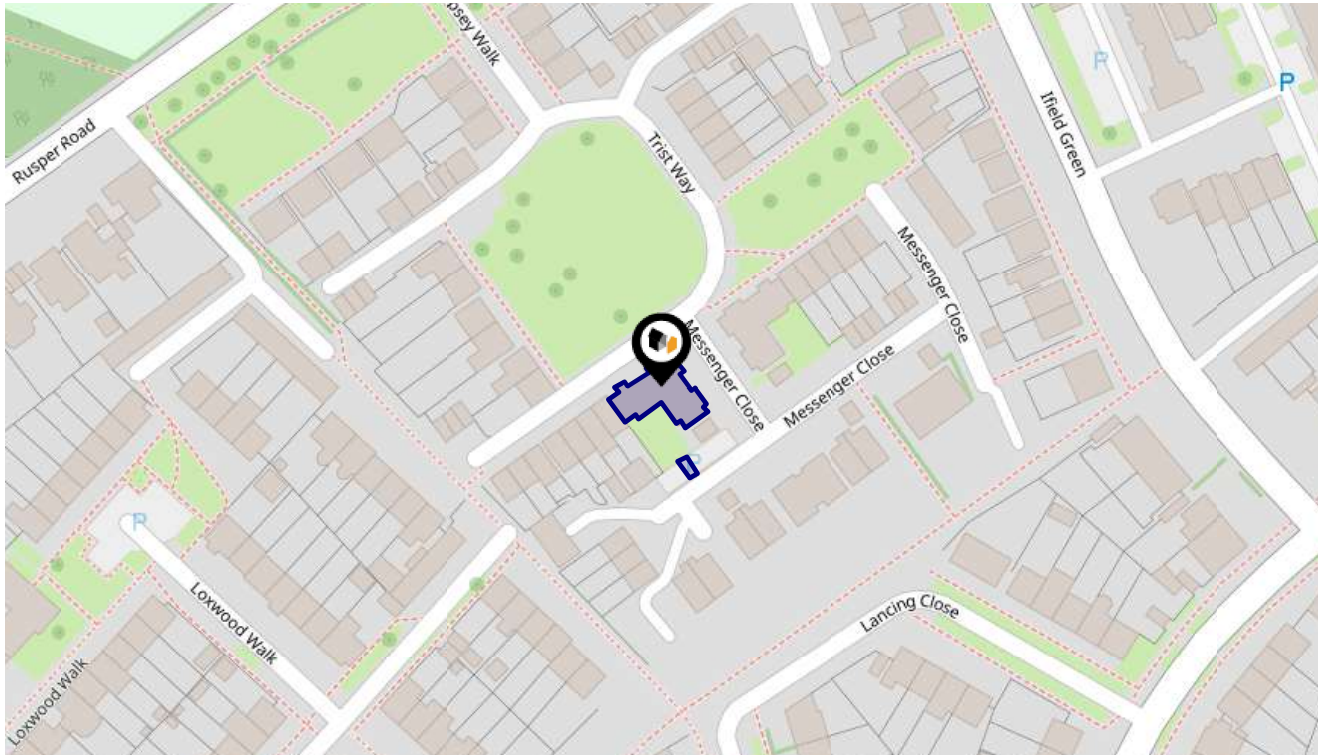 psey Walk
P
P
Ifield Green
Rusper Road
Trist Way
Messenger Close
Messenger Close
Messenger Close
P
P
Loxwood Walk
Lancing Close
Loxwood Walk